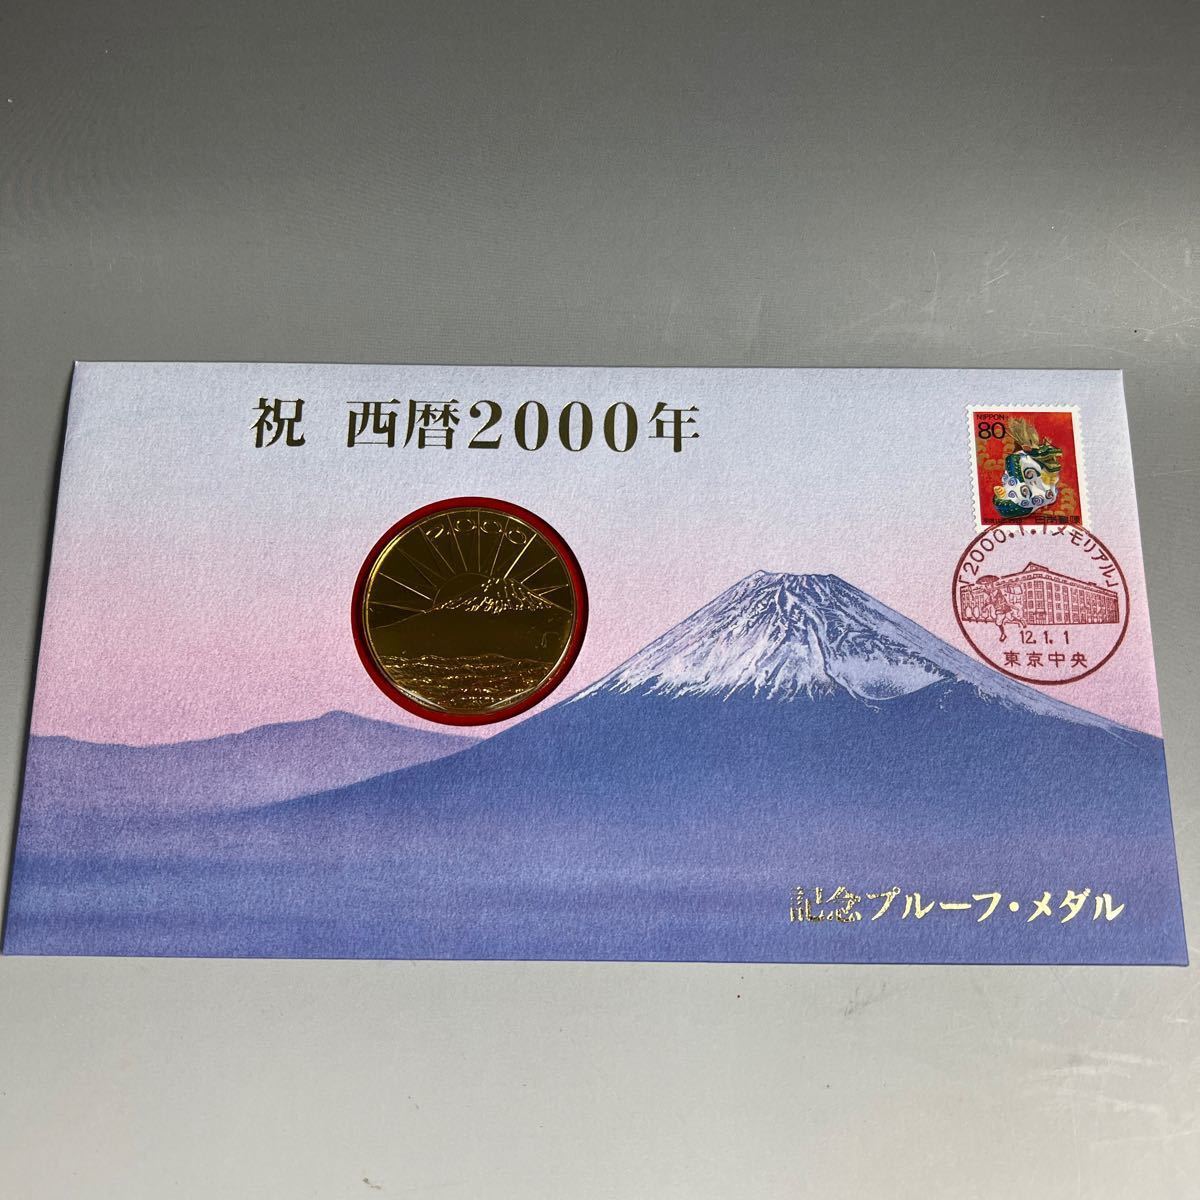 祝 西暦2000年
NIPPON
80
日本郵便
2000
「2000.1.1メモリアル」
12.1.1
東京中央
記念プルーフ・メダル